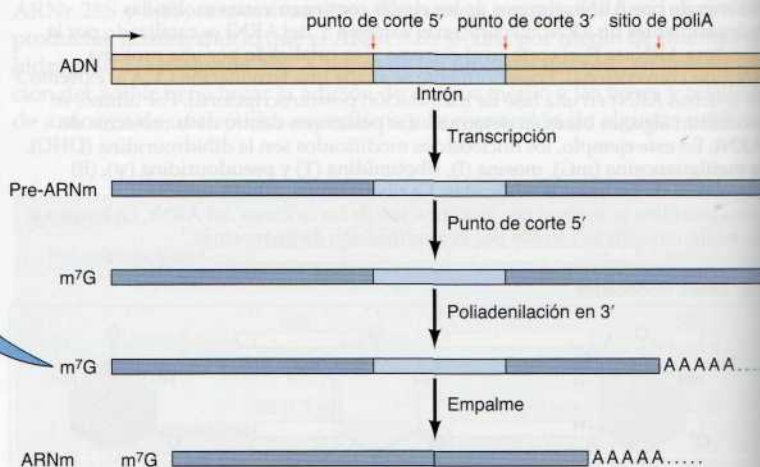 punto de corte 5′ punto de corte 3′ sitio de poliA
ADN
Intrón
Transcripción
Pre-ARNm
Punto de corte 5′
m⁷G
Poliadenilación en 3′
m⁷G AAAAA.....
Empalme
ARNm m⁷G AAAAA.....